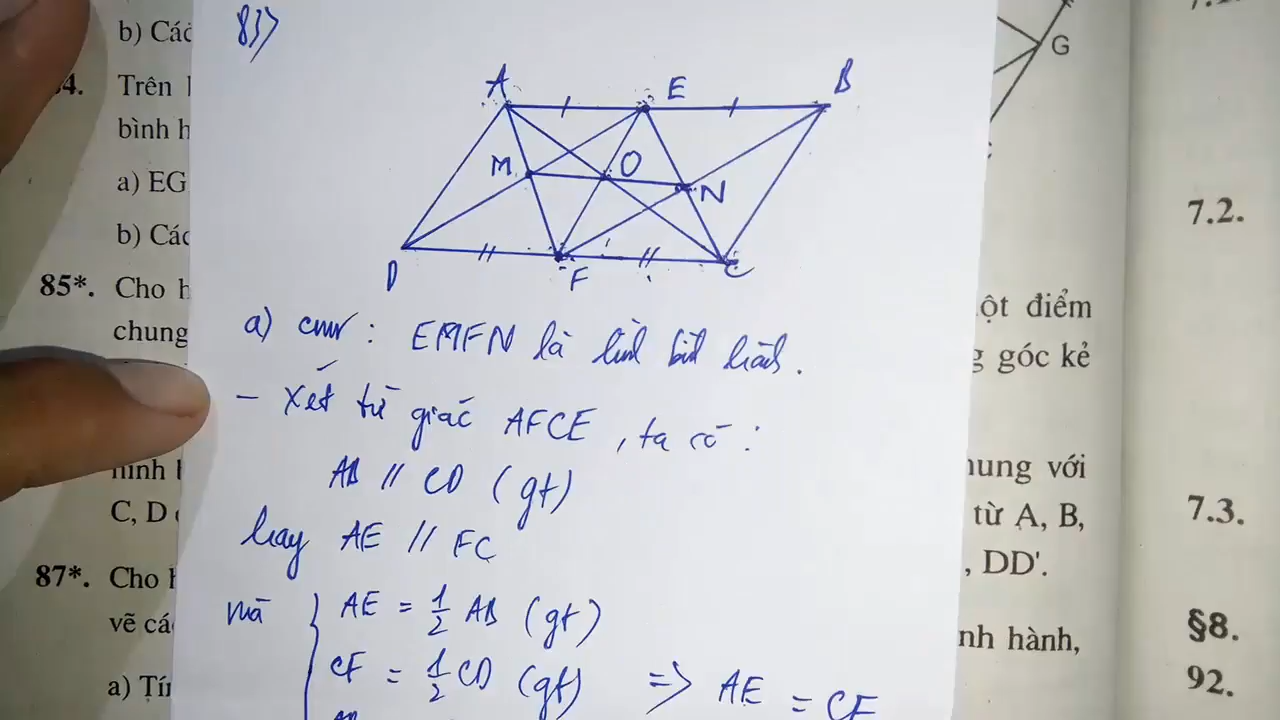 83)
A E B
M O N
D F C
a) cmr : EMFN là hình bình hành.
- Xét tứ giác AFCE, ta có:
AB // CD (gt)
hay AE // FC
mà AE = 1/2 AB (gt)
CF = 1/2 CD (gt) => AE = CF
b) Các
84. Trên
bình h
a) EG
b) Các
85*. Cho h
chung
hình b
C, D
87*. Cho h
vẽ cá
a) Tín
ột điểm
g góc kẻ
hung với
từ A, B,
, DD'.
nh hành,
G
7.2.
7.3.
§8.
92.